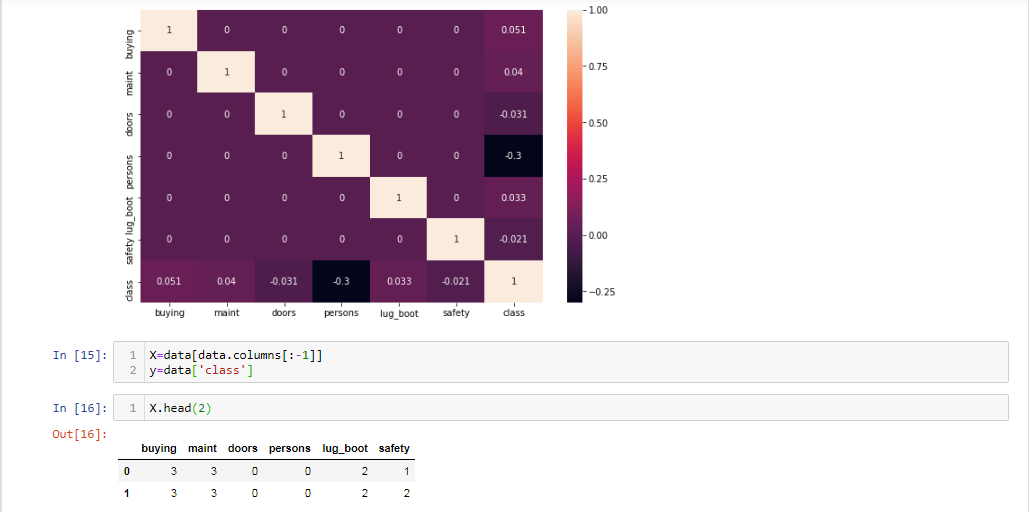 1.00
buying 1 0 0 0 0 0 0.051
0.75
maint 0 1 0 0 0 0 0.04
doors 0 0 1 0 0 0 -0.031
0.50
persons 0 0 0 1 0 0 -0.3
0.25
lug_boot 0 0 0 0 1 0 0.033
0.00
safety 0 0 0 0 0 1 -0.021
class 0.051 0.04 -0.031 -0.3 0.033 -0.021 1
−0.25
buying maint doors persons lug_boot safety class
In [15]: 1 X=data[data.columns[:-1]]
2 y=data['class']
In [16]: 1 X.head(2)
Out[16]:
buying maint doors persons lug_boot safety
0 3 3 0 0 2 1
1 3 3 0 0 2 2